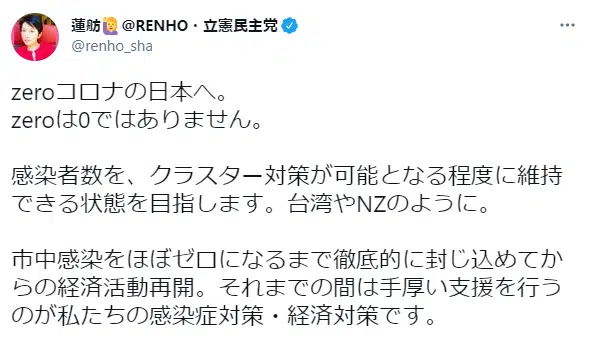 蓮舫🙋@RENHO・立憲民主党
@renho_sha
zeroコロナの日本へ。
zeroは0ではありません。
感染者数を、クラスター対策が可能となる程度に維持
できる状態を目指します。台湾やNZのように。
市中感染をほぼゼロになるまで徹底的に封じ込めてか
らの経済活動再開。それまでの間は手厚い支援を行う
のが私たちの感染症対策・経済対策です。